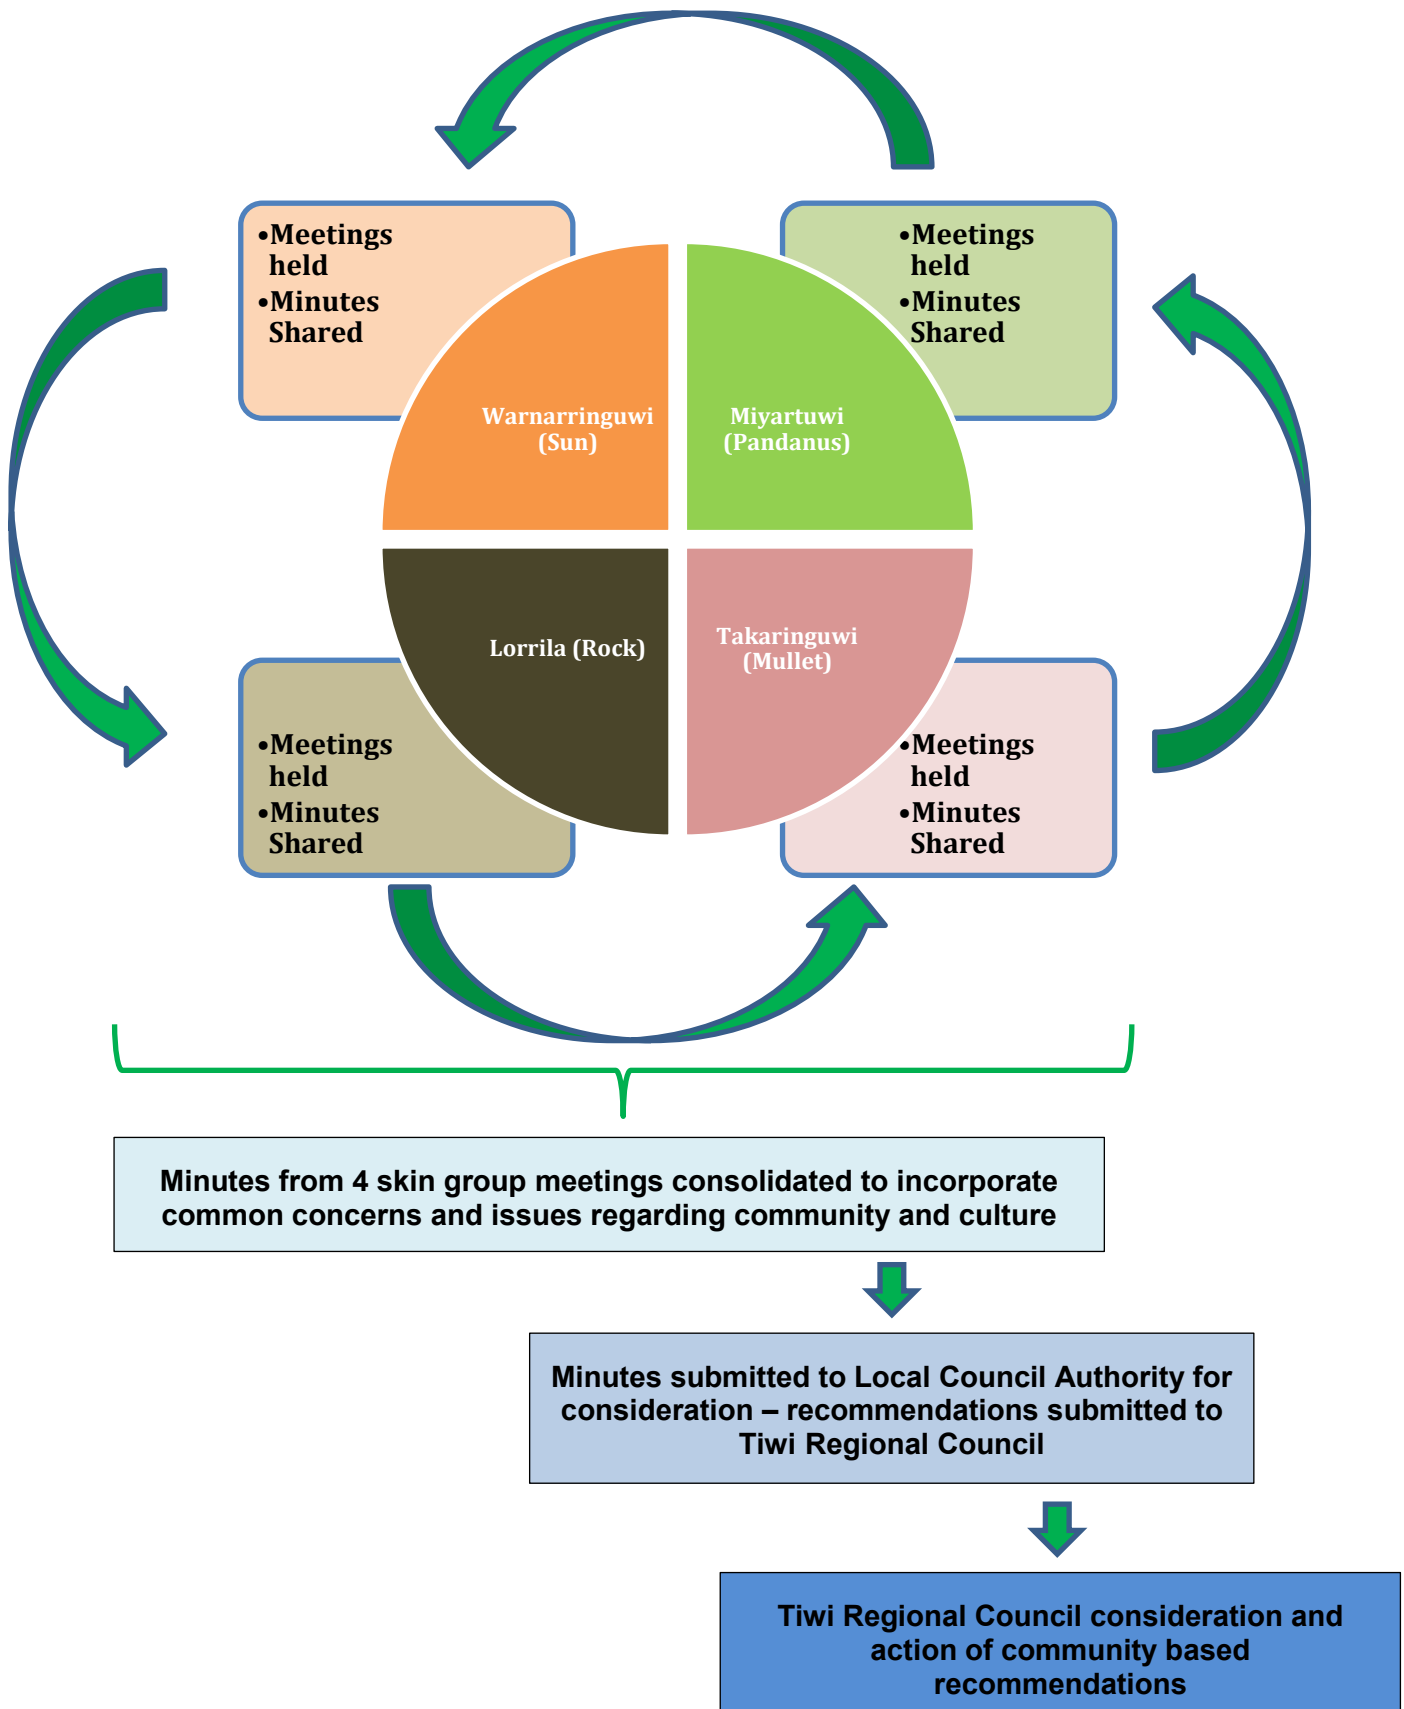 •Meetings
held
•Minutes
Shared
•Meetings
held
•Minutes
Shared
Warnarringuwi
(Sun)
Miyartuwi
(Pandanus)
Lorrila (Rock)
Takaringuwi
(Mullet)
•Meetings
held
•Minutes
Shared
•Meetings
held
•Minutes
Shared
Minutes from 4 skin group meetings consolidated to incorporate
common concerns and issues regarding community and culture
Minutes submitted to Local Council Authority for
consideration – recommendations submitted to
Tiwi Regional Council
Tiwi Regional Council consideration and
action of community based
recommendations